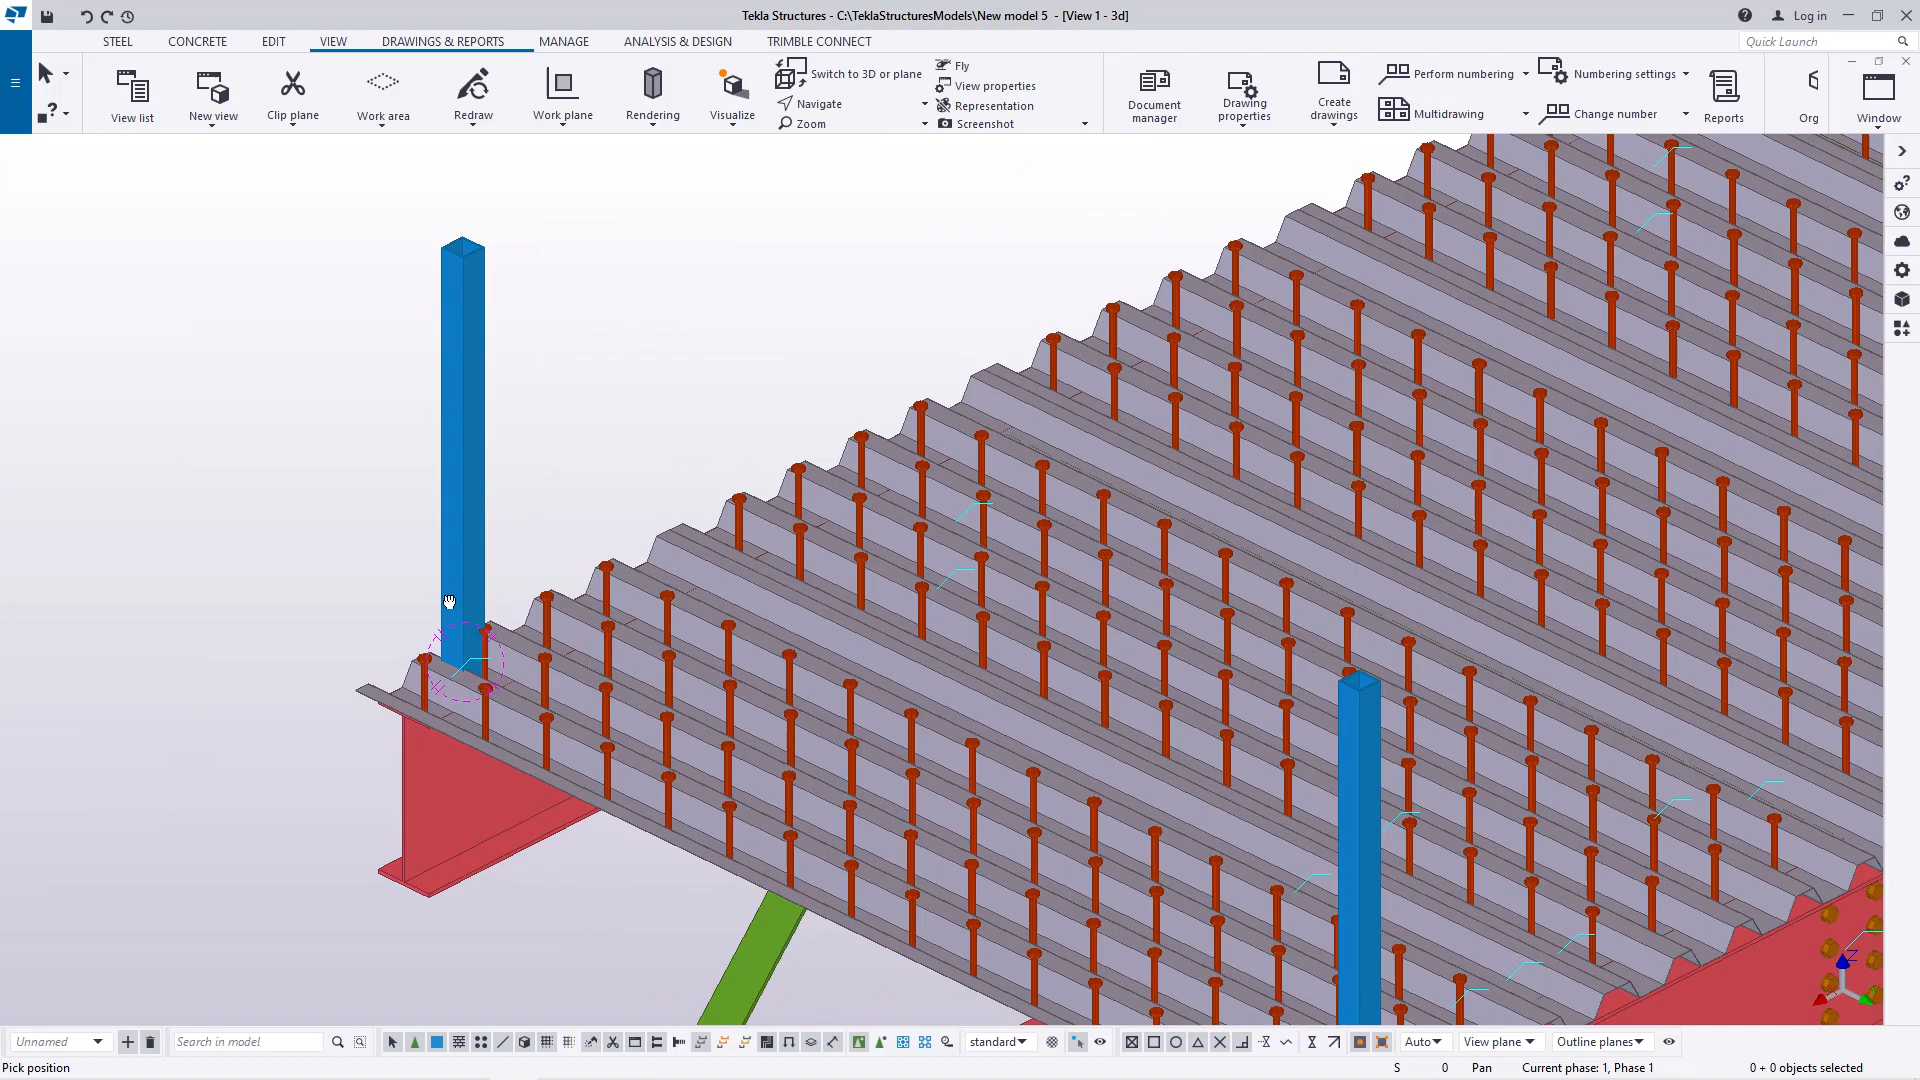 Tekla Structures - C:\TeklaStructuresModels\New model 5 - [View 1 - 3d]
Log in
STEEL
CONCRETE
EDIT
VIEW
DRAWINGS & REPORTS
MANAGE
ANALYSIS & DESIGN
TRIMBLE CONNECT
Quick Launch
View list
New view
Clip plane
Work area
Redraw
Work plane
Rendering
Visualize
Switch to 3D or plane
Navigate
Zoom
Fly
View properties
Representation
Screenshot
Document manager
Drawing properties
Create drawings
Perform numbering
Multidrawing
Numbering settings
Change number
Reports
Org
Window
Z
Unnamed
Search in model
standard
Auto
View plane
Outline planes
Pick position
S
0
Pan
Current phase: 1, Phase 1
0 + 0 objects selected